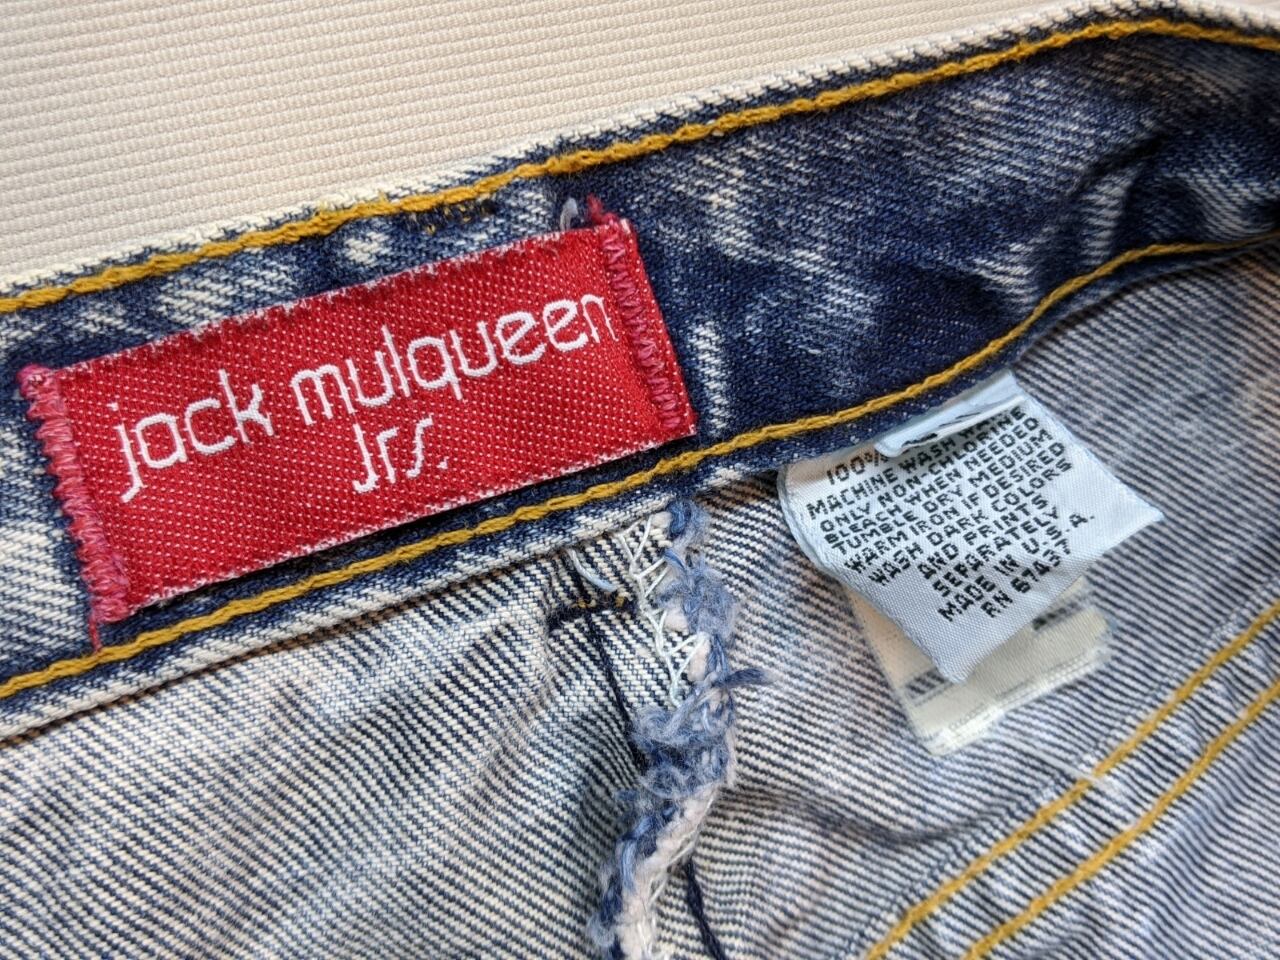 jack mulqueen
Jrs.
100%
MACHINE WASH
ONLY NON-CHLORINE
BLEACH WHEN NEEDED
TUMBLE DRY MEDIUM
WARM IRON IF DESIRED
WASH DARK COLORS
AND PRINTS
SEPARATELY
MADE IN U.S.A.
RN 67437